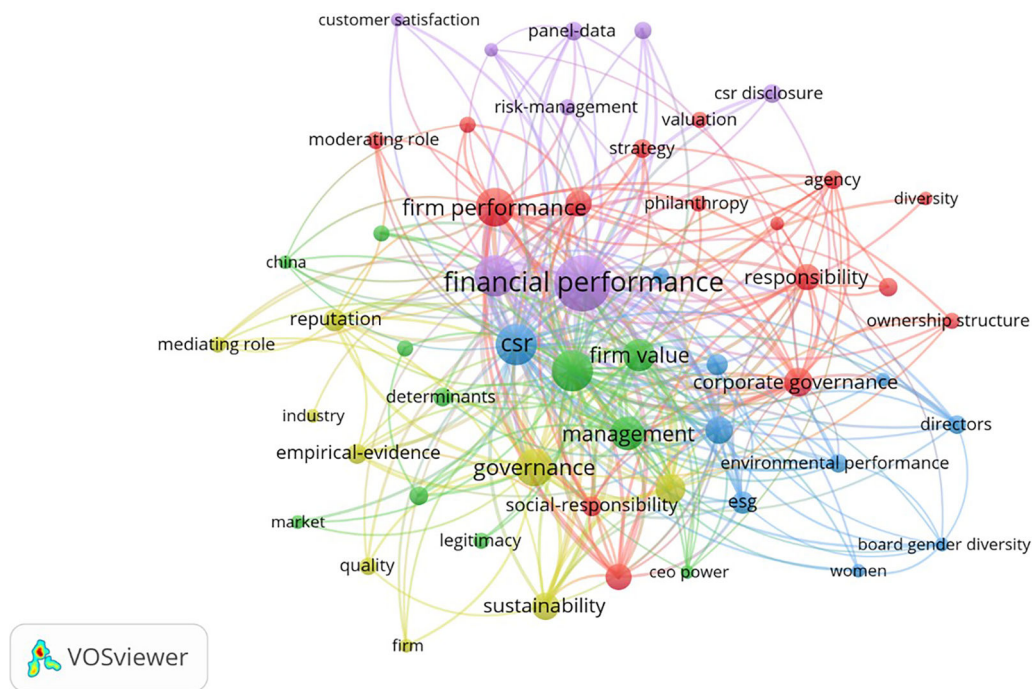 customer satisfaction
panel-data
csr disclosure
risk-management
valuation
moderating role
strategy
agency
diversity
firm performance
philanthropy
china
financial performance
responsibility
reputation
ownership structure
mediating role
csr
firm value
corporate governance
determinants
industry
directors
management
empirical-evidence
governance
environmental performance
social-responsibility
esg
market
legitimacy
board gender diversity
quality
ceo power
women
sustainability
firm
VOSviewer